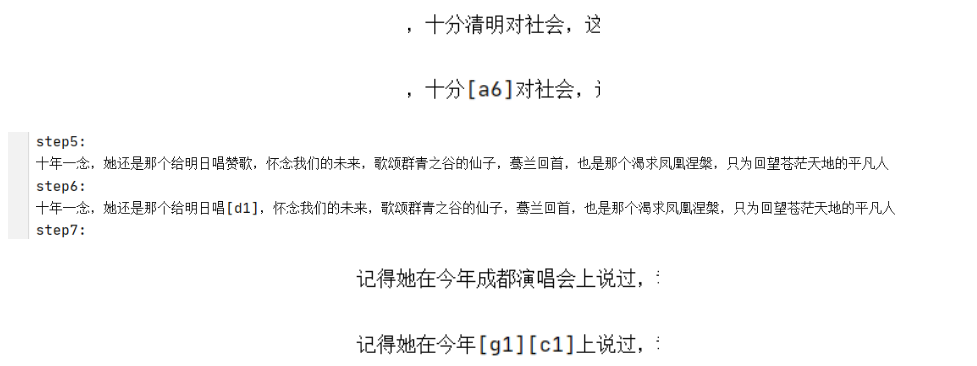 ，十分清明对社会，这
，十分[a6]对社会，
step5:
十年一念，她还是那个给明日唱赞歌，怀念我们的未来，歌颂群青之谷的仙子，蓦兰回首，也是那个渴求凤凰涅槃，只为回望苍茫天地的平凡人
step6:
十年一念，她还是那个给明日唱[d1]，怀念我们的未来，歌颂群青之谷的仙子，蓦兰回首，也是那个渴求凤凰涅槃，只为回望苍茫天地的平凡人
step7:
记得她在今年成都演唱会上说过，
记得她在今年[g1][c1]上说过，